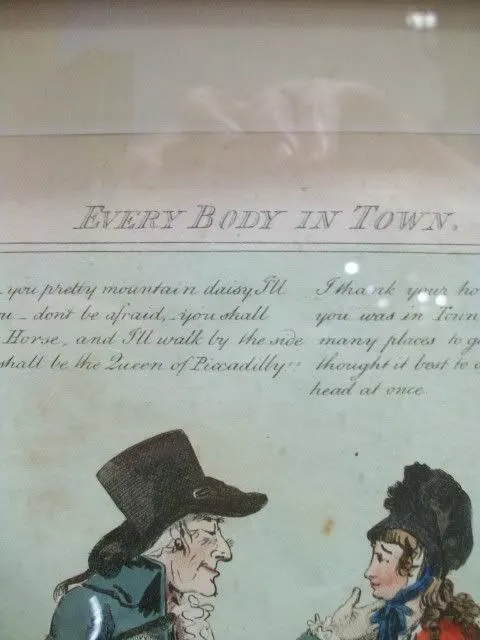 EVERY BODY IN TOWN.
you pretty mountain daisy I'll
don't be afraid, - you shall
Horse, and I'll walk by the side
shall be the Queen of Piccadilly"
I thank your
you was in Town
many places to
thought it best to
head at once